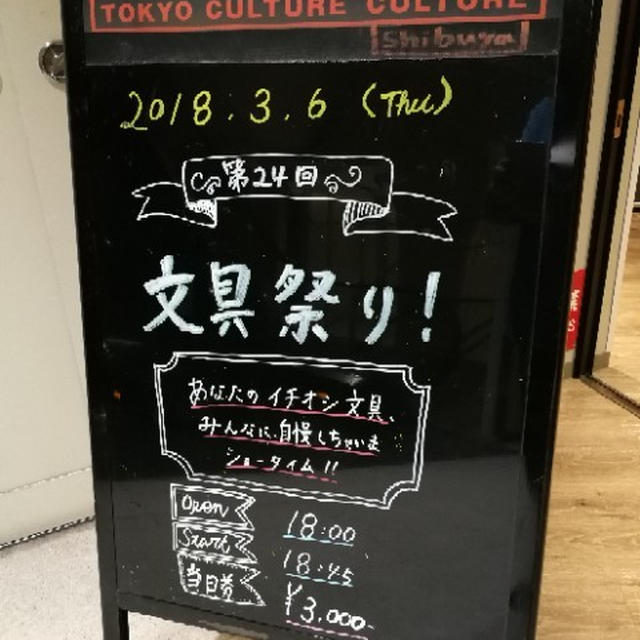 TOKYO CULTURE CULTURE
Shibuya
2018.3.6 (Thu)
第24回
文具祭り!
あなたのイチオシ文具、
みんなに、自慢しちゃいま
ショータイム!!
Open 18:00
Start 18:45
当日券 ¥3,000-